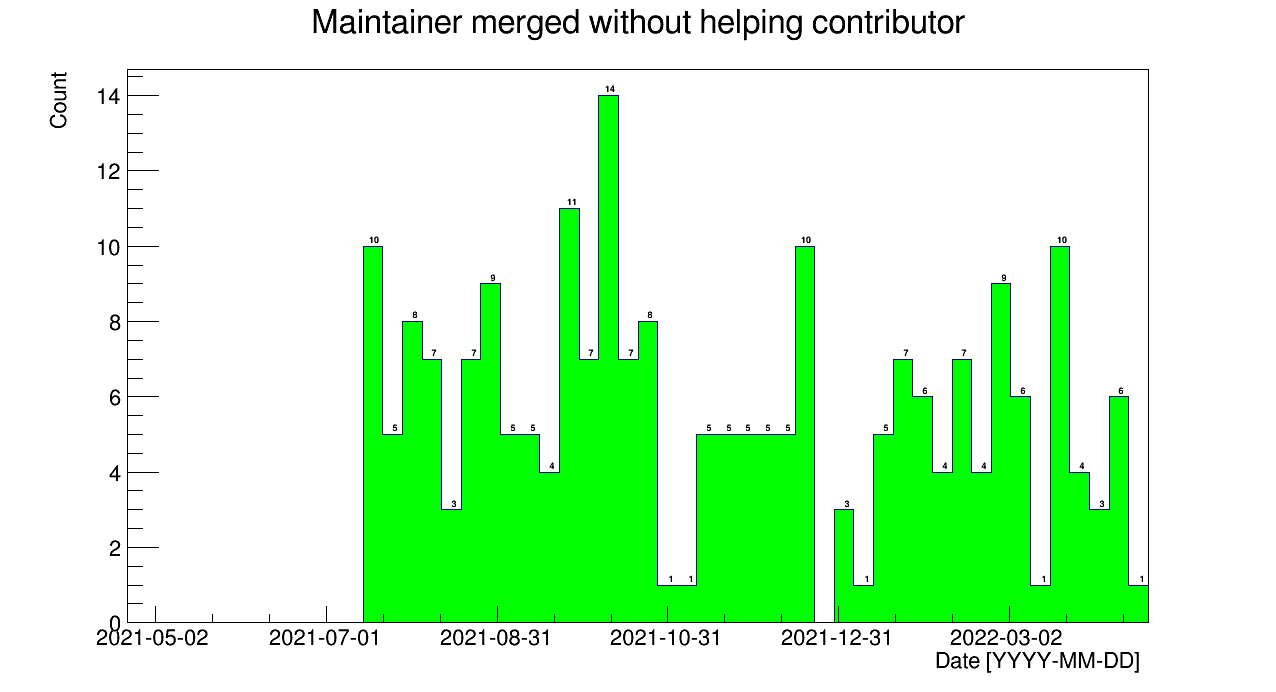 Maintainer merged without helping contributor
Count
14
12
10
8
6
4
2
0
10 5 8 7 3 7 9 5 5 4 11 7 14 7 8 1 1 5 5 5 5 5 10 3 1 5 7 6 4 7 4 9 6 1 10 4 3 6 1
2021-05-02 2021-07-01 2021-08-31 2021-10-31 2021-12-31 2022-03-02
Date [YYYY-MM-DD]